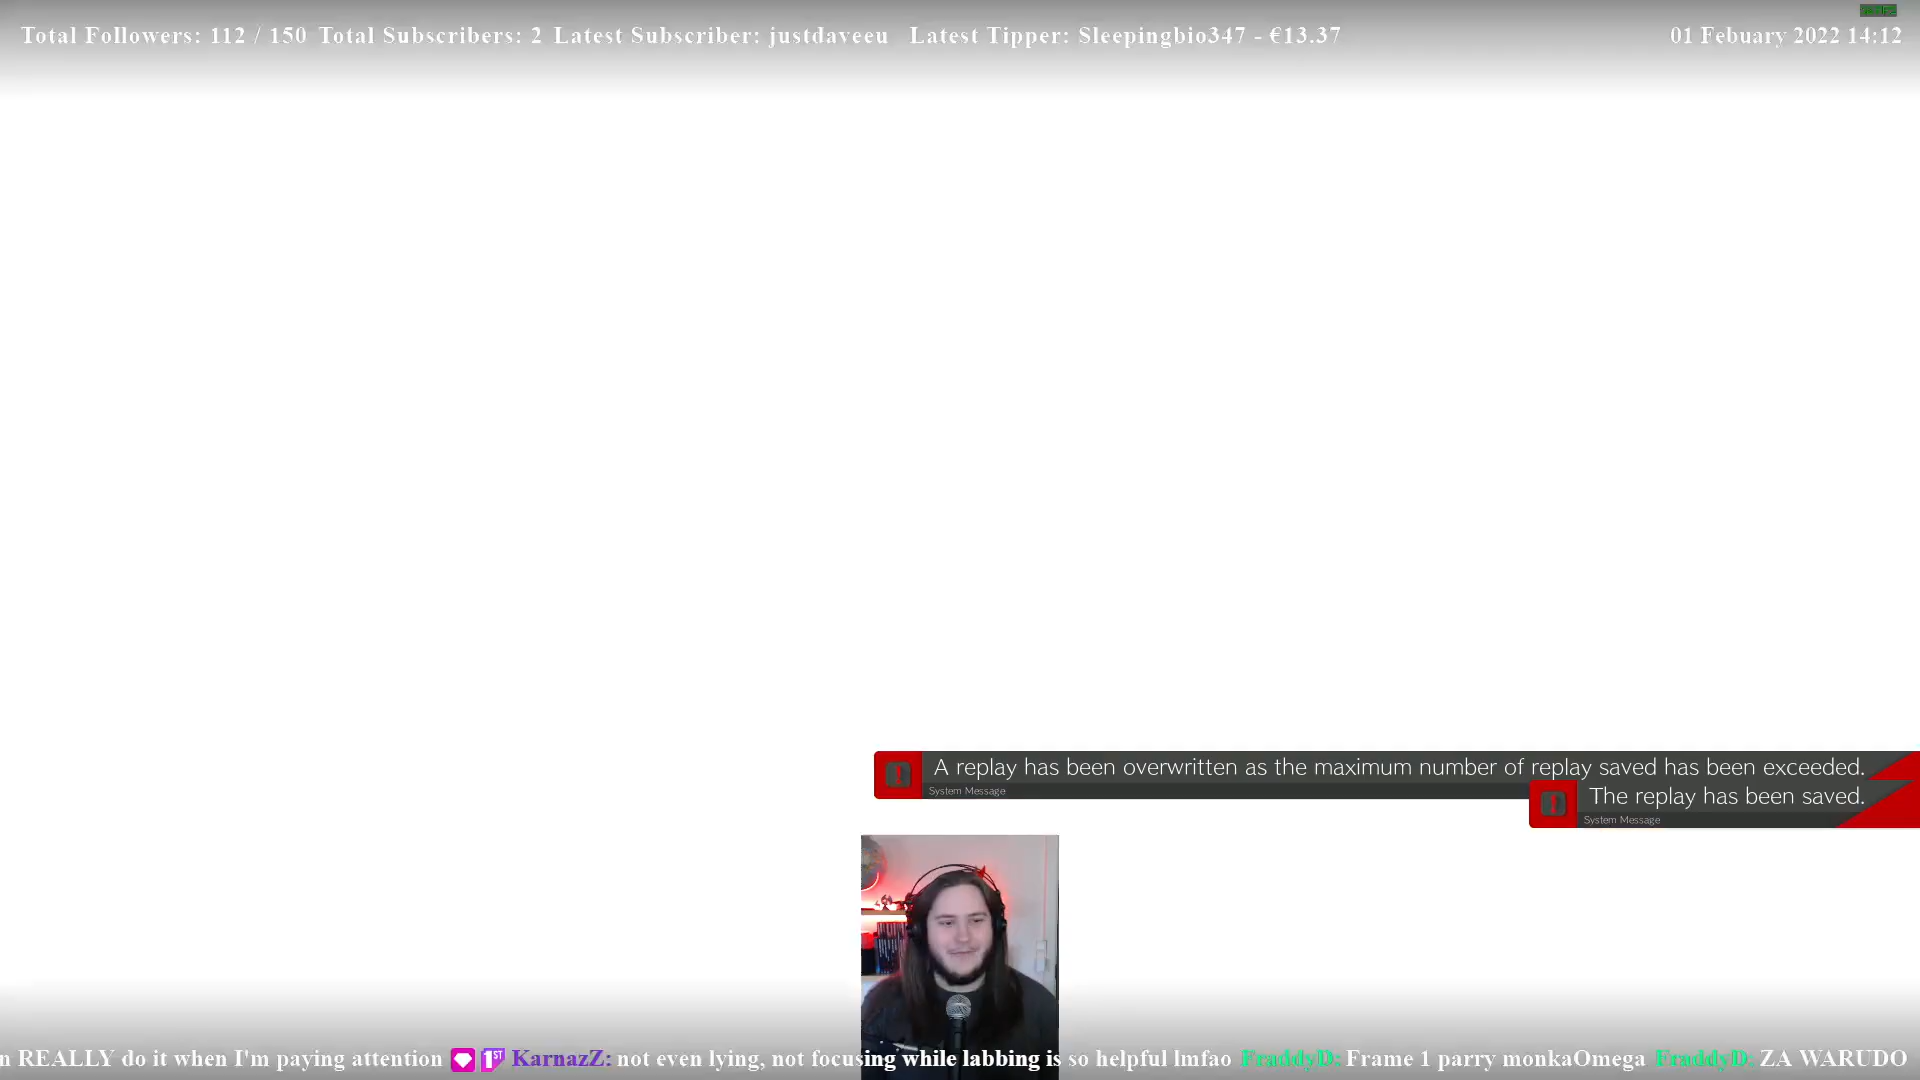 Total Followers: 112 / 150 Total Subscribers: 2 Latest Subscriber: justdaveeu Latest Tipper: Sleepingbio347 - €13.37
01 Febuary 2022 14:12
A replay has been overwritten as the maximum number of replay saved has been exceeded.
System Message
The replay has been saved.
System Message
n REALLY do it when I'm paying attention 1ST KarnazZ: not even lying, not focusing while labbing is so helpful lmfao FraddyD: Frame 1 parry monkaOmega FraddyD: ZA WARUDO